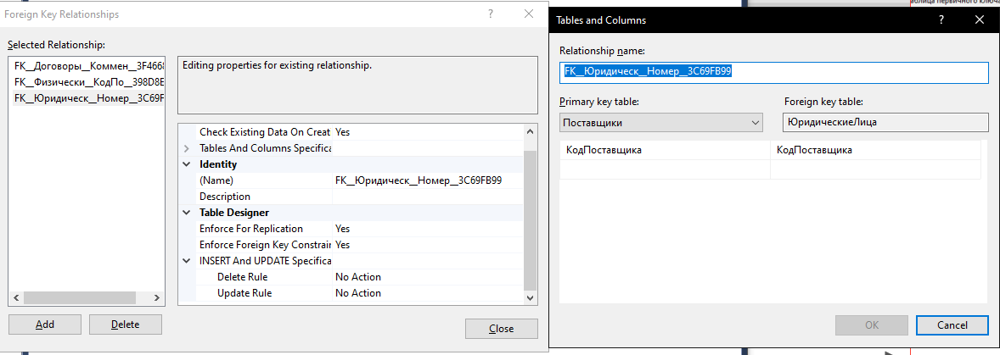 Foreign Key Relationships
?
Selected Relationship:
FK__Договоры__Коммен__3F466
FK__Физически__КодПо__398D8E
FK__Юридическ__Номер__3C69F
Add
Delete
Editing properties for existing relationship.
Check Existing Data On Creat Yes
Tables And Columns Specifica
Identity
(Name) FK__Юридическ__Номер__3C69FB99
Description
Table Designer
Enforce For Replication Yes
Enforce Foreign Key Constrain Yes
INSERT And UPDATE Specifica
Delete Rule No Action
Update Rule No Action
Close
аблица первичного ключа
Tables and Columns
?
Relationship name:
FK__Юридическ__Номер__3C69FB99
Primary key table: Foreign key table:
Поставщики ЮридическиеЛица
КодПоставщика КодПоставщика
OK Cancel